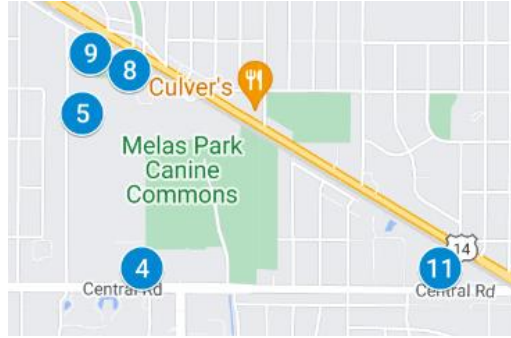 9
8
Culver's
5
Melas Park
Canine
Commons
14
4
11
Central Rd
Central Rd